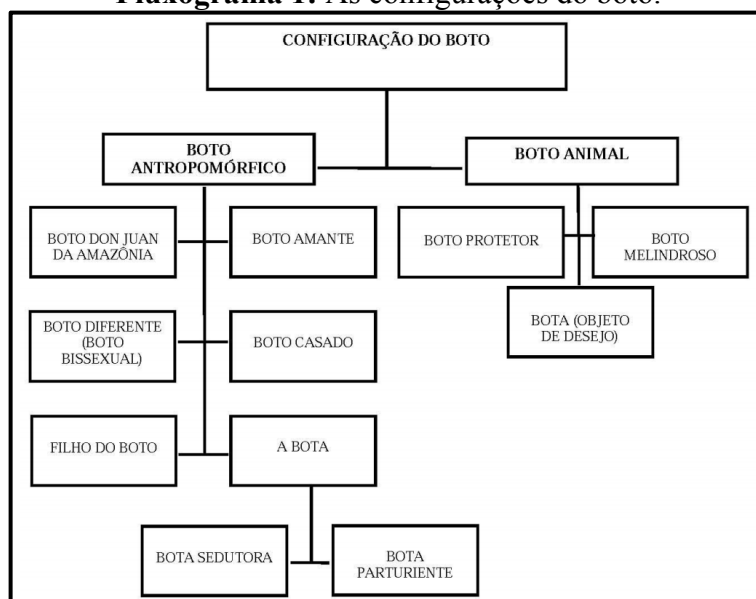 Fluxograma 1: As configurações do boto.
CONFIGURAÇÃO DO BOTO
BOTO
ANTROPOMÓRFICO
BOTO ANIMAL
BOTO DON JUAN
DA AMAZÔNIA
BOTO AMANTE
BOTO PROTETOR
BOTO
MELINDROSO
BOTO DIFERENTE
(BOTO
BISSEXUAL)
BOTO CASADO
BOTA (OBJETO
DE DESEJO)
FILHO DO BOTO
A BOTA
BOTA SEDUTORA
BOTA
PARTURIENTE